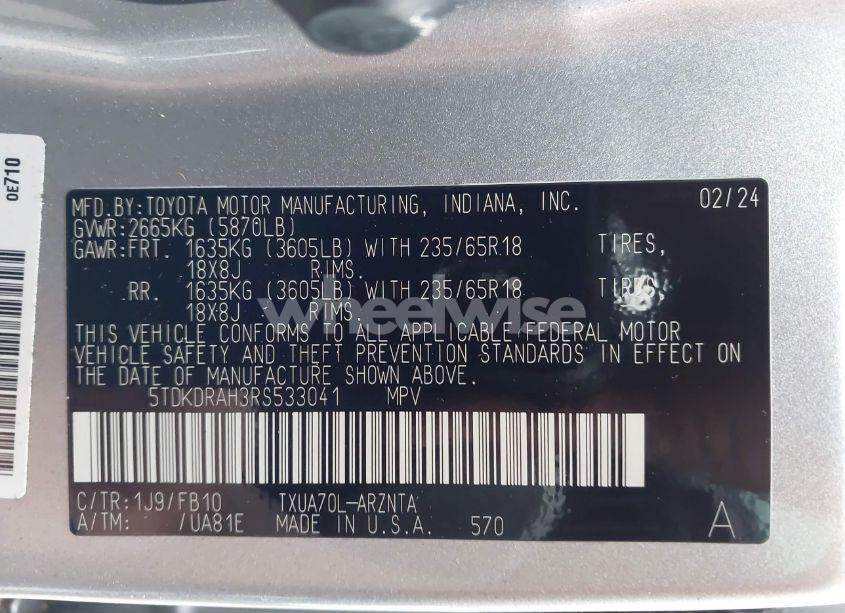 0E710
MFD.BY:TOYOTA MOTOR MANUFACTURING, INDIANA, INC. 02/24
GVWR:2665KG (5870LB)
GAWR:FRT. 1635KG (3605LB) WITH 235/65R18 TIRES,
18X8J RIMS.
RR. 1635KG (3605LB) WITH 235/65R18 TIRES,
18X8J RIMS.
wheelwise
THIS VEHICLE CONFORMS TO ALL APPLICABLE FEDERAL MOTOR
VEHICLE SAFETY AND THEFT PREVENTION STANDARDS IN EFFECT ON
THE DATE OF MANUFACTURE SHOWN ABOVE.
5TDKDRAH3RS533041 MPV
C/TR:1J9/FB10 TXUA70L-ARZNTA
A/TM: /UA81E MADE IN U.S.A. 570 A